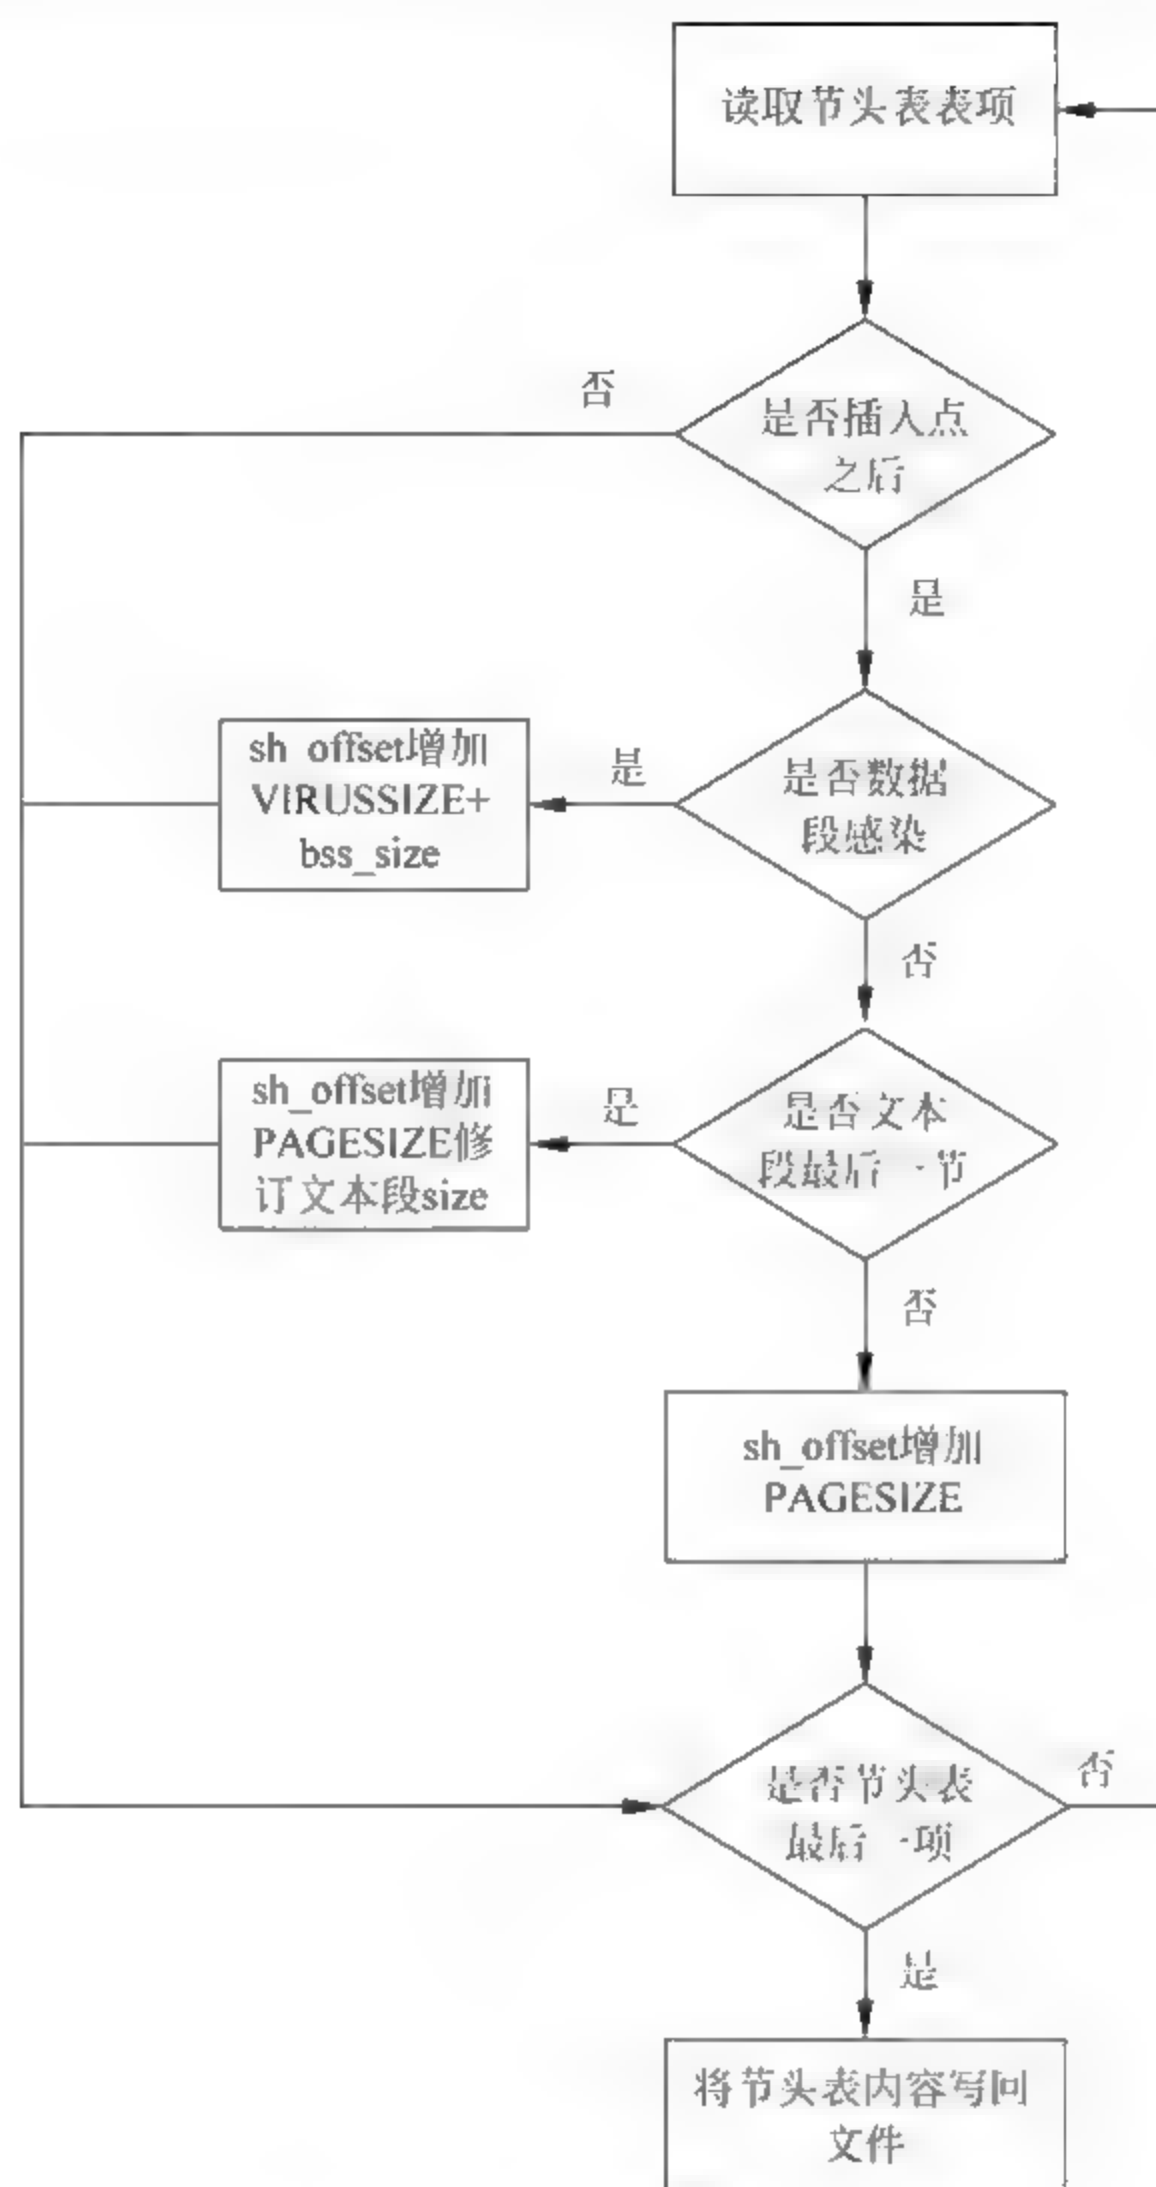 读取节头表表项
否
是否插入点
之后
是
sh_offset增加
VIRUSSIZE+
bss_size
是
是否数据
段感染
否
sh_offset增加
PAGESIZE修
订文本段size
是
是否文本
段最后一节
否
sh_offset增加
PAGESIZE
是否节头表
最后一项
否
是
将节头表内容写回
文件